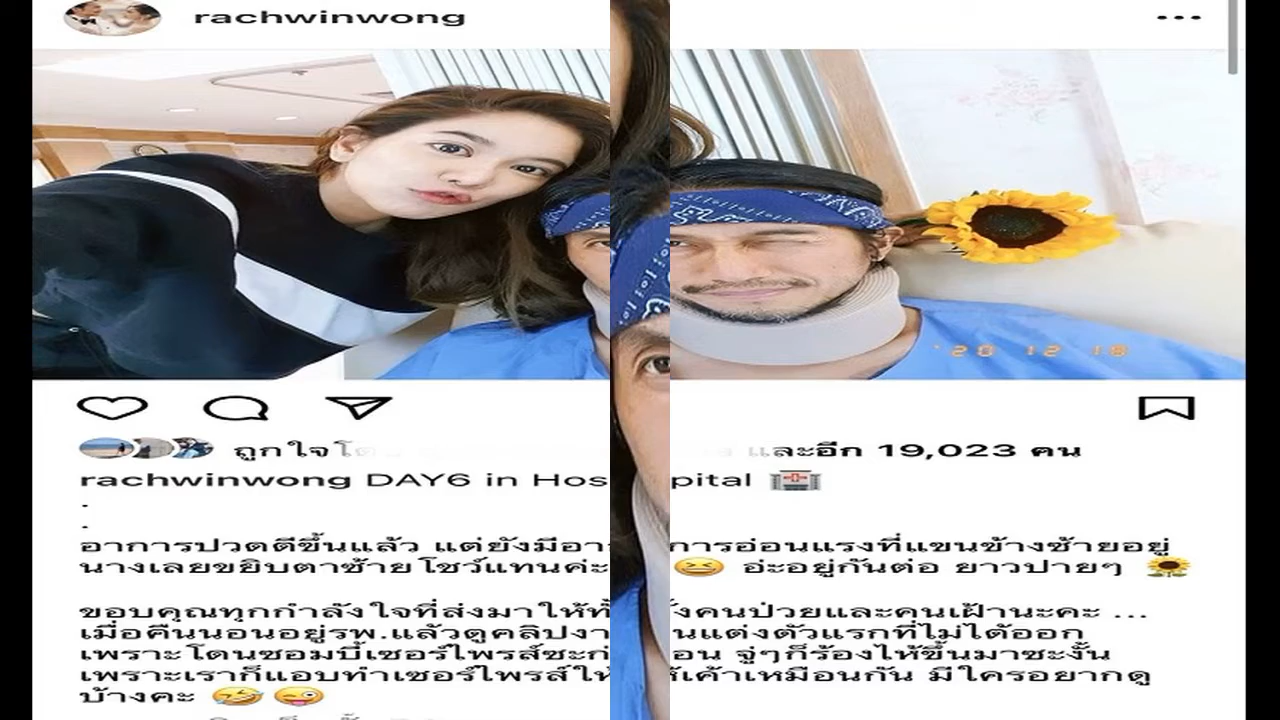 rachwinwong
'20 12 18
ถูกใจโด และอีก 19,023 คน
rachwinwong DAY6 in Hospital
.
.
อาการปวดดีขึ้นแล้ว แต่ยังมีอาการอ่อนแรงที่แขนข้างซ้ายอยู่
นางเลยขยิบตาซ้ายโชว์แทนค่ะ 😆 อ่ะอยู่กันต่อ ยาวปายๆ 🌻
ขอบคุณทุกกำลังใจที่ส่งมาให้ทั้งคนป่วยและคนเฝ้านะคะ ...
เมื่อคืนนอนอยู่รพ.แล้วดูคลิปงานแต่งตัวแรกที่ไม่ได้ออก
เพราะโดนซอมบี้เซอร์ไพรส์ซะก่อน จู่ๆก็ร้องไห้ขึ้นมาซะงั้น
เพราะเราก็แอบทำเซอร์ไพรส์ให้เค้าเหมือนกัน มีใครอยากดู
บ้างคะ 🤣 😜